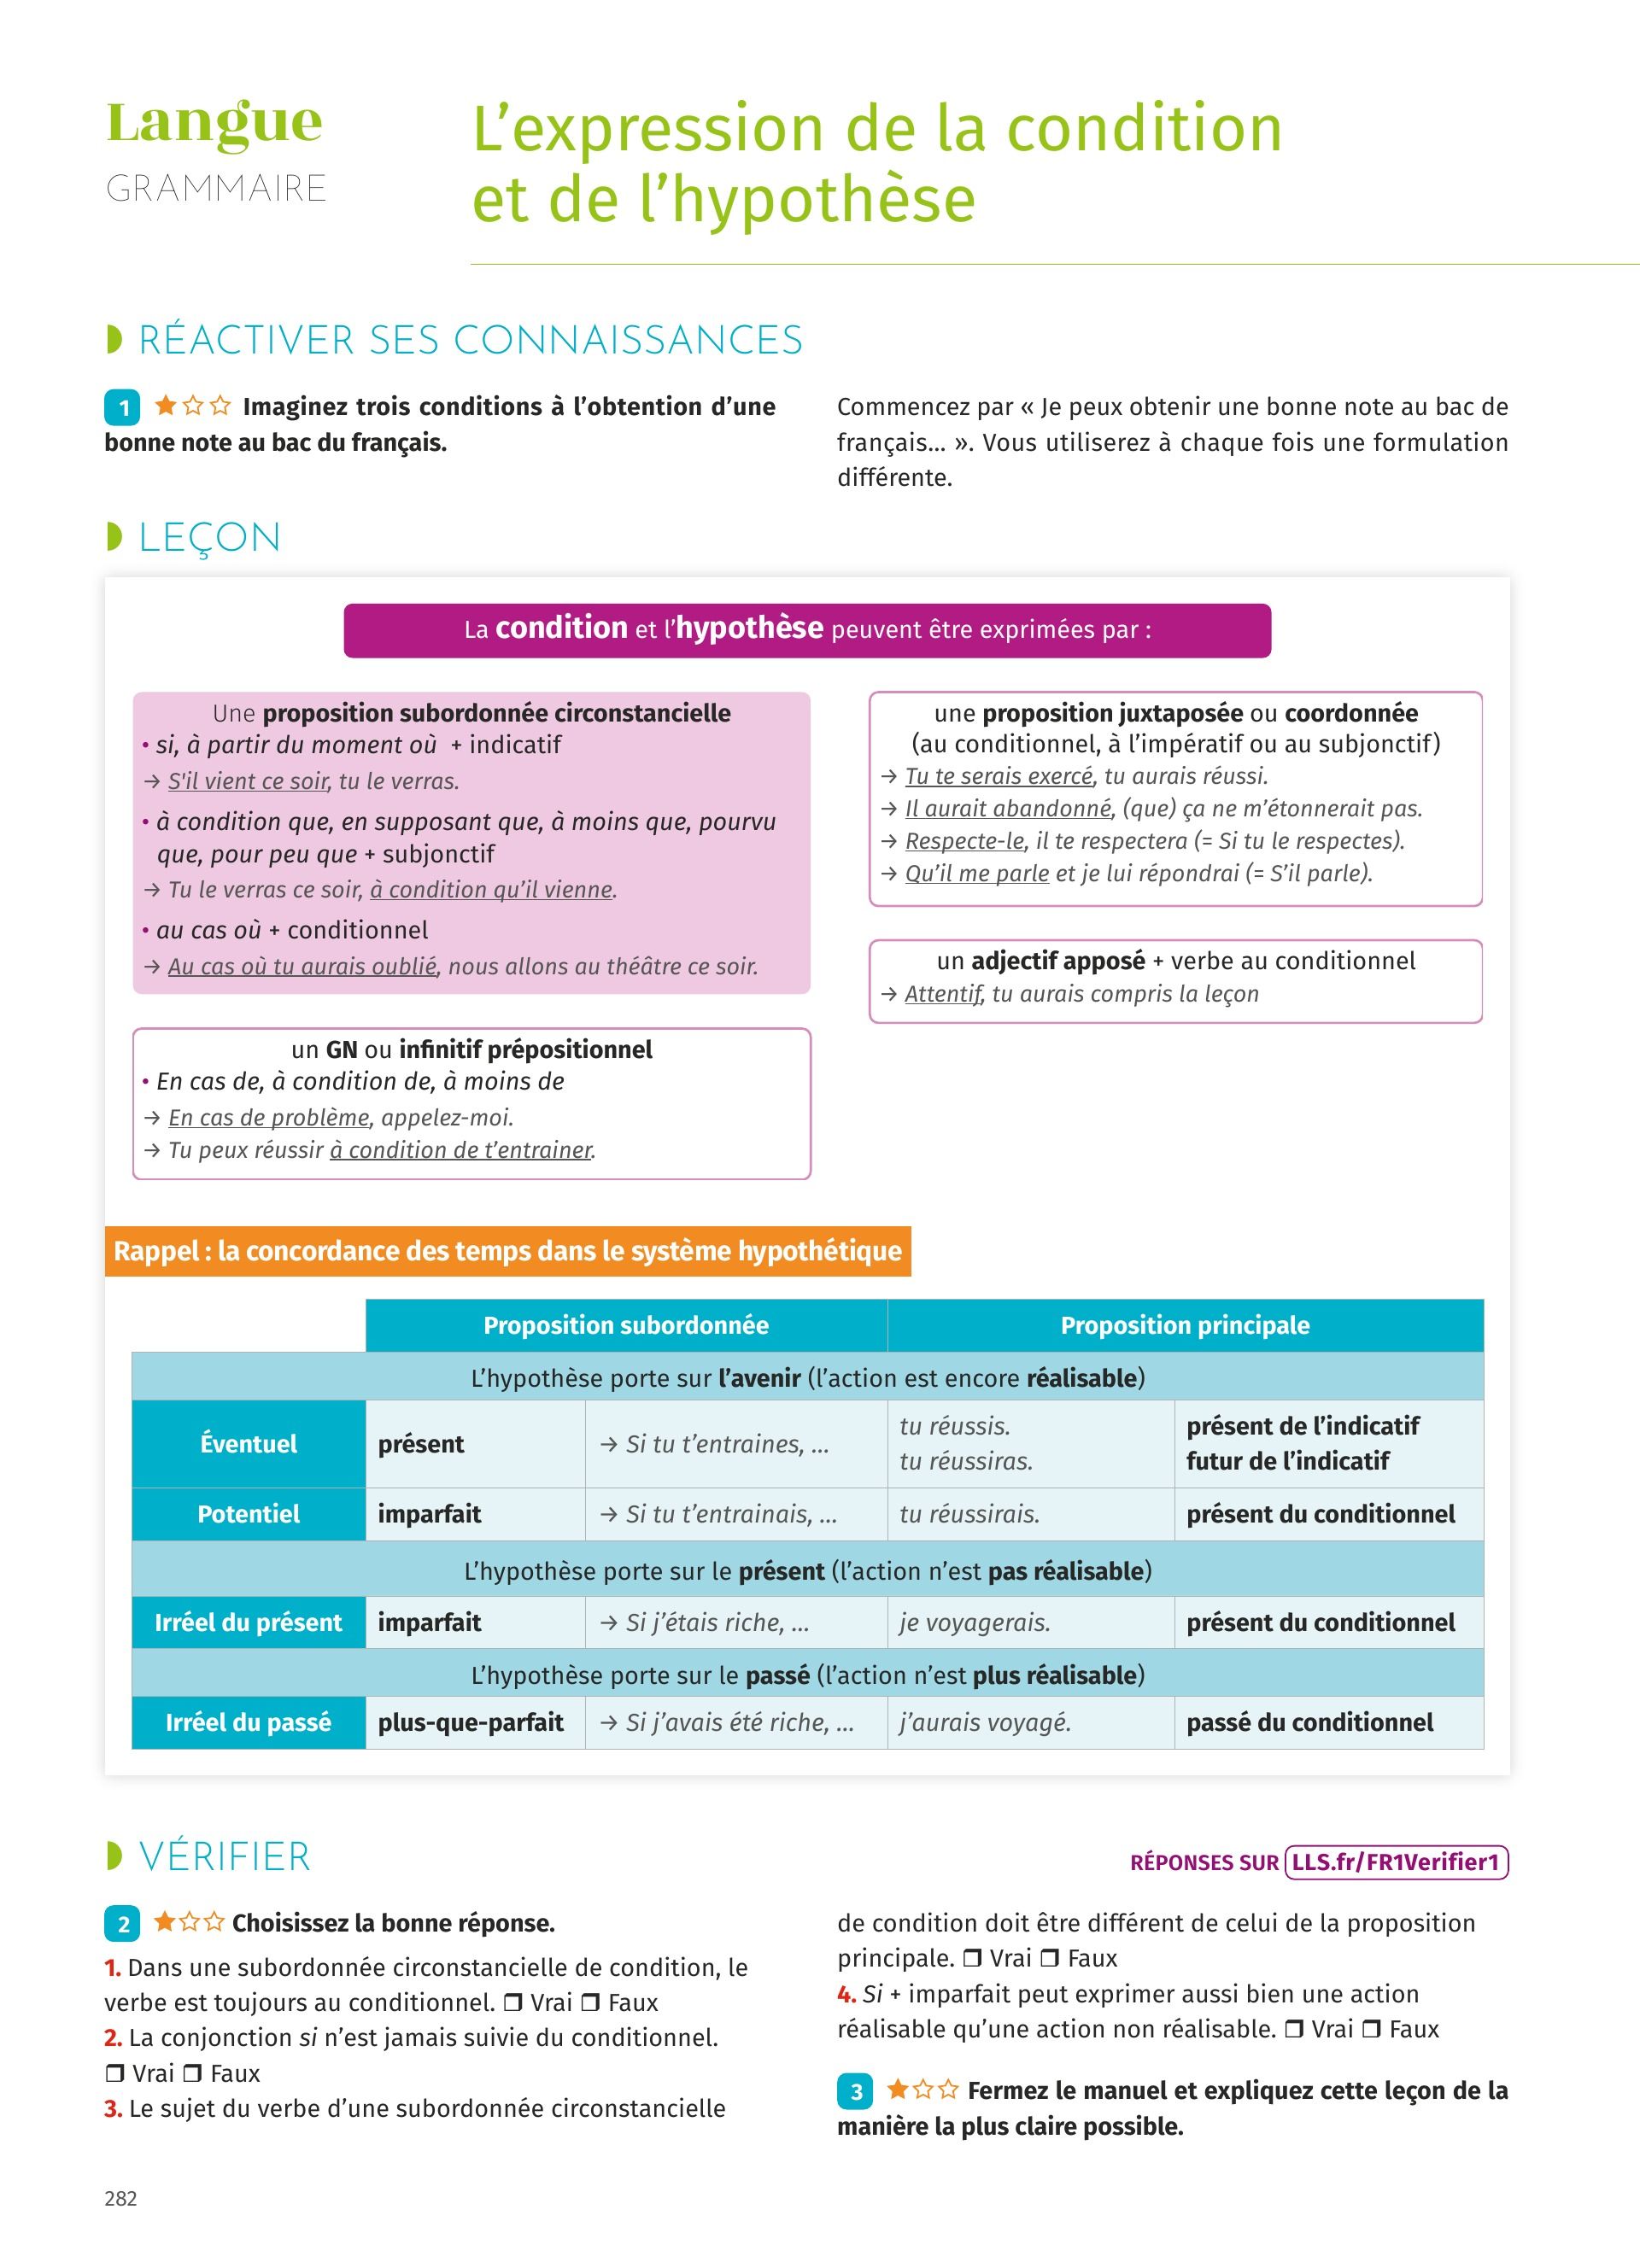 Langue
GRAMMAIRE
L’expression de la condition
et de l’hypothèse
RÉACTIVER SES CONNAISSANCES
1 Imaginez trois conditions à l’obtention d’une
bonne note au bac du français.
Commencez par « Je peux obtenir une bonne note au bac de
français... ». Vous utiliserez à chaque fois une formulation
différente.
LEÇON
La condition et l’hypothèse peuvent être exprimées par :
Une proposition subordonnée circonstancielle
• si, à partir du moment où + indicatif
→ S'il vient ce soir, tu le verras.
• à condition que, en supposant que, à moins que, pourvu
que, pour peu que + subjonctif
→ Tu le verras ce soir, à condition qu’il vienne.
• au cas où + conditionnel
→ Au cas où tu aurais oublié, nous allons au théâtre ce soir.
un GN ou infinitif prépositionnel
• En cas de, à condition de, à moins de
→ En cas de problème, appelez-moi.
→ Tu peux réussir à condition de t’entrainer.
une proposition juxtaposée ou coordonnée
(au conditionnel, à l’impératif ou au subjonctif)
→ Tu te serais exercé, tu aurais réussi.
→ Il aurait abandonné, (que) ça ne m’étonnerait pas.
→ Respecte-le, il te respectera (= Si tu le respectes).
→ Qu’il me parle et je lui répondrai (= S’il parle).
un adjectif apposé + verbe au conditionnel
→ Attentif, tu aurais compris la leçon
Rappel : la concordance des temps dans le système hypothétique
Proposition subordonnée Proposition principale
L’hypothèse porte sur l’avenir (l’action est encore réalisable)
Éventuel présent → Si tu t’entraines, ... tu réussis. présent de l’indicatif
tu réussiras. futur de l’indicatif
Potentiel imparfait → Si tu t’entrainais, ... tu réussirais. présent du conditionnel
L’hypothèse porte sur le présent (l’action n’est pas réalisable)
Irréel du présent imparfait → Si j’étais riche, ... je voyagerais. présent du conditionnel
L’hypothèse porte sur le passé (l’action n’est plus réalisable)
Irréel du passé plus-que-parfait → Si j’avais été riche, ... j’aurais voyagé. passé du conditionnel
VÉRIFIER
RÉPONSES SUR LLS.fr/FR1Verifier1
2 Choisissez la bonne réponse.
1. Dans une subordonnée circonstancielle de condition, le
verbe est toujours au conditionnel. ❒ Vrai ❒ Faux
2. La conjonction si n’est jamais suivie du conditionnel.
❒ Vrai ❒ Faux
3. Le sujet du verbe d’une subordonnée circonstancielle
de condition doit être différent de celui de la proposition
principale. ❒ Vrai ❒ Faux
4. Si + imparfait peut exprimer aussi bien une action
réalisable qu’une action non réalisable. ❒ Vrai ❒ Faux
3 Fermez le manuel et expliquez cette leçon de la
manière la plus claire possible.
282